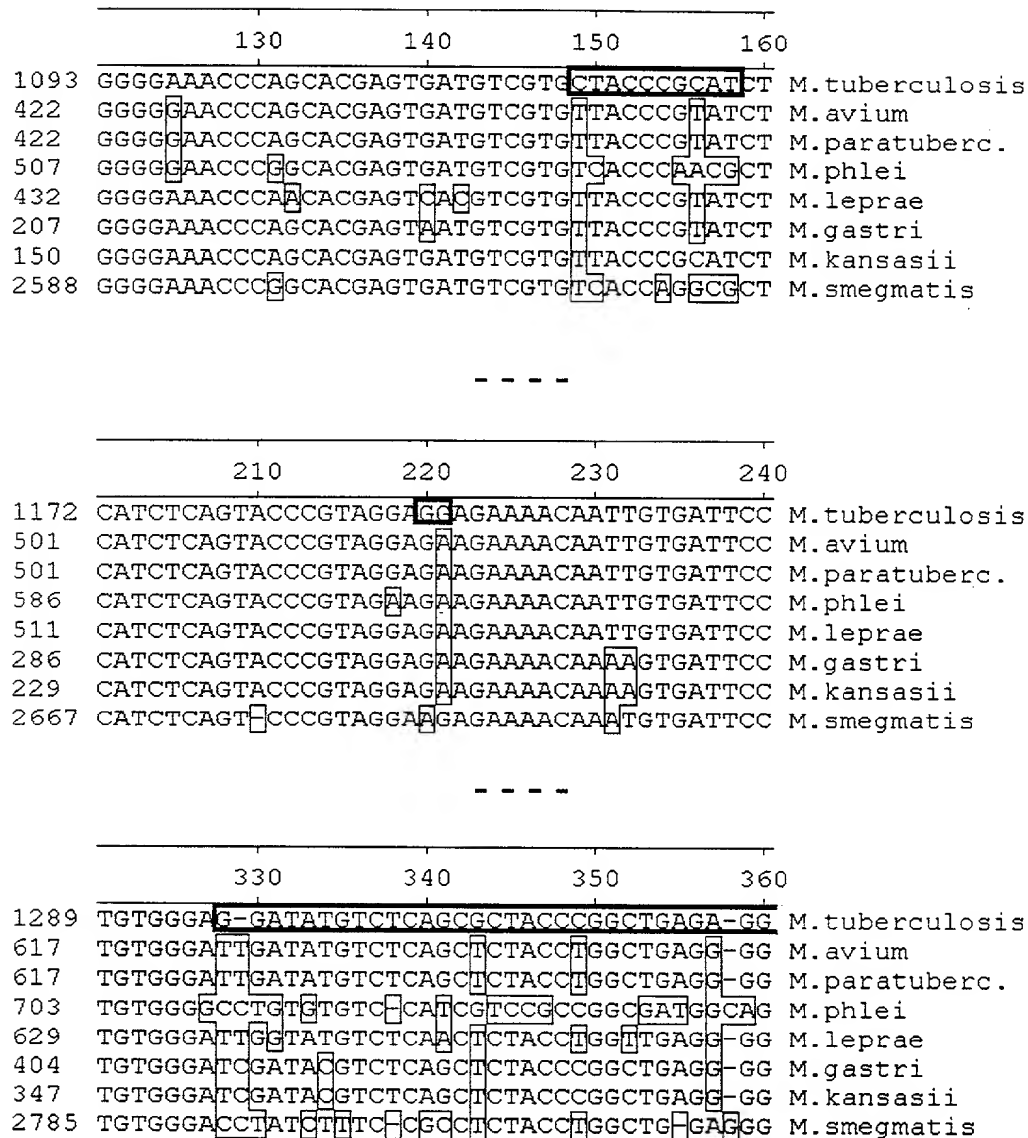 130 140 150 160
1093 GGGGAAACCCAGCACGAGTGATGTCGTGCTACCCGCATCT M.tuberculosis
422 GGGGGAACCCAGCACGAGTGATGTCGTGTTACCCGTATCT M.avium
422 GGGGGAACCCAGCACGAGTGATGTCGTGTTACCCGTATCT M.paratuberc.
507 GGGGGAACCCGGCACGAGTGATGTCGTGTCACCCAACGCT M.phlei
432 GGGGAAACCCAAСACGAGTCACGTCGTGTTACCCGTATCT M.leprae
207 GGGGAAACCCAGCACGAGTAATGTCGTGTTACCCGTATCT M.gastri
150 GGGGAAACCCAGCACGAGTGATGTCGTGTTACCCGCATCT M.kansasii
2588 GGGGAAACCCGGCACGAGTGATGTCGTGTCACCAGGCGCT M.smegmatis
- - - -
210 220 230 240
1172 CATCTCAGTACCCGTAGGAGGAGAAAACAATTGTGATTCC M.tuberculosis
501 CATCTCAGTACCCGTAGGAGAAGAAAACAATTGTGATTCC M.avium
501 CATCTCAGTACCCGTAGGAGAAGAAAACAATTGTGATTCC M.paratuberc.
586 CATCTCAGTACCCGTAGAAGAAGAAAACAATTGTGATTCC M.phlei
511 CATCTCAGTACCCGTAGGAGAAGAAAACAATTGTGATTCC M.leprae
286 CATCTCAGTACCCGTAGGAGAAGAAAACAAAAGTGATTCC M.gastri
229 CATCTCAGTACCCGTAGGAGAAGAAAACAAAAGTGATTCC M.kansasii
2667 CATCTCAGT-CCCGTAGGAAGAGAAAACAAATGTGATTCC M.smegmatis
- - - -
330 340 350 360
1289 TGTGGGAG-GATATGTCTCAGCGCTACCCGGCTGAGA-GG M.tuberculosis
617 TGTGGGATTGATATGTCTCAGCTCTACCTGGCTGAGG-GG M.avium
617 TGTGGGATTGATATGTCTCAGCTCTACCTGGCTGAGG-GG M.paratuberc.
703 TGTGGGGCCTGTGTGTC-CATCGTCCGCCGGCGATGGCAG M.phlei
629 TGTGGGATTGGTATGTCTCAACTCTACCTGGTTGAGG-GG M.leprae
404 TGTGGGATCGATACGTCTCAGCTCTACCCGGCTGAGG-GG M.gastri
347 TGTGGGATCGATACGTCTCAGCTCTACCCGGCTGAGG-GG M.kansasii
2785 TGTGGGACCTATCTTTC-CGCCTCTACCTGGCTG-GAGGG M.smegmatis